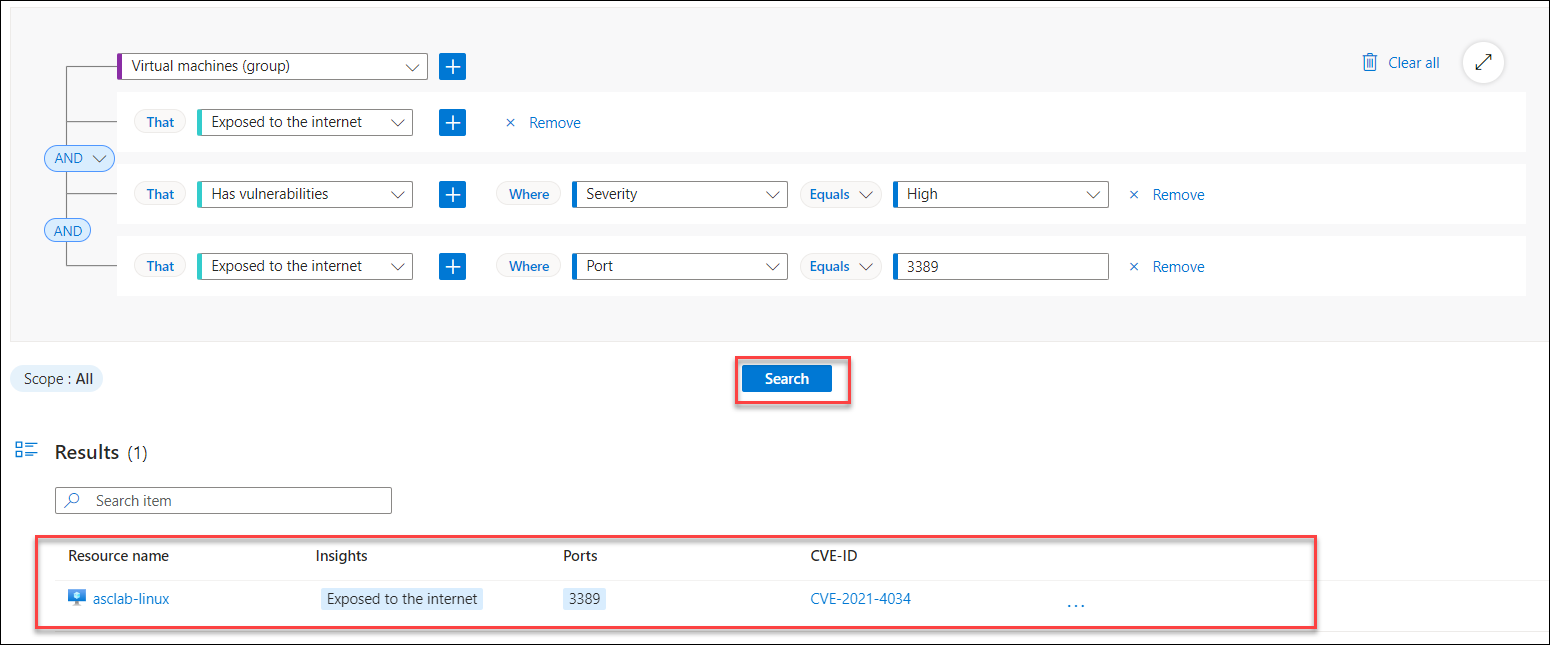 Virtual machines (group)
Clear all
That Exposed to the internet Remove
AND
That Has vulnerabilities Where Severity Equals High Remove
AND
That Exposed to the internet Where Port Equals 3389 Remove
Scope : All Search
Results (1)
Search item
Resource name Insights Ports CVE-ID
asclab-linux Exposed to the internet 3389 CVE-2021-4034 ...